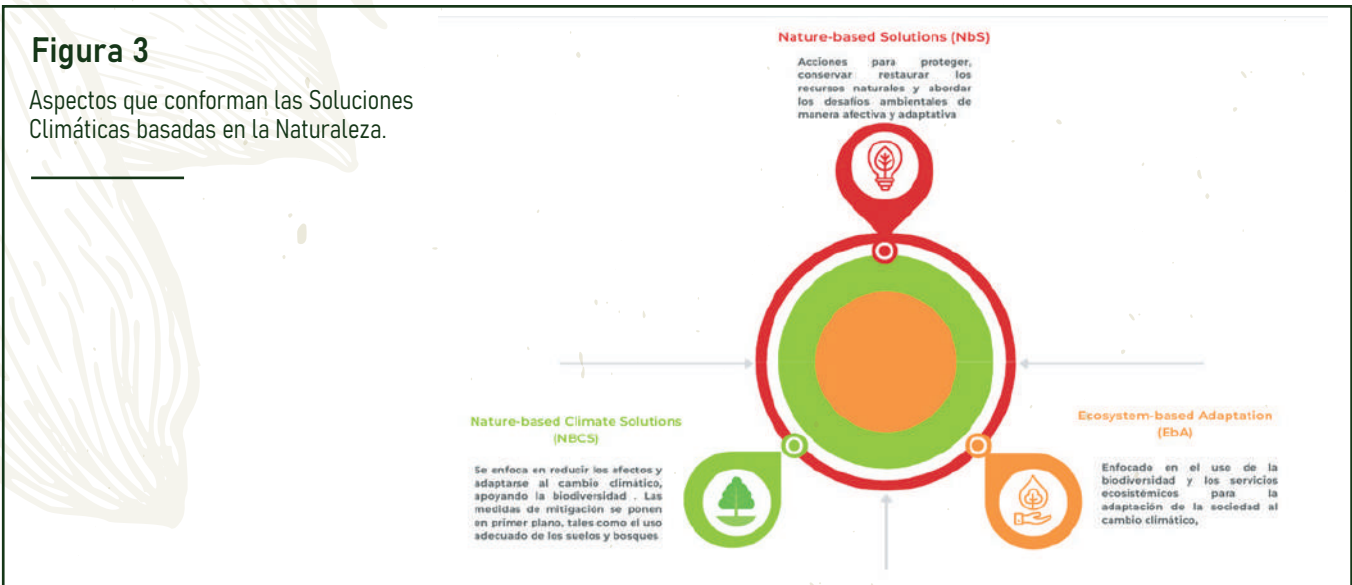 Figura 3
Aspectos que conforman las Soluciones
Climáticas basadas en la Naturaleza.
Nature-based Solutions (NbS)
Acciones para proteger,
conservar restaurar los
recursos naturales y abordar
los desafíos ambientales de
manera afectiva y adaptativa
Nature-based Climate Solutions
(NBCS)
Se enfoca en reducir los efectos y
adaptarse al cambio climático,
apoyando la biodiversidad . Las
medidas de mitigación se ponen
en primer plano, tales como el uso
adecuado de los suelos y bosques
Ecosystem-based Adaptation
(EbA)
Enfocado en el uso de la
biodiversidad y los servicios
ecosistémicos para la
adaptación de la sociedad al
cambio climático,